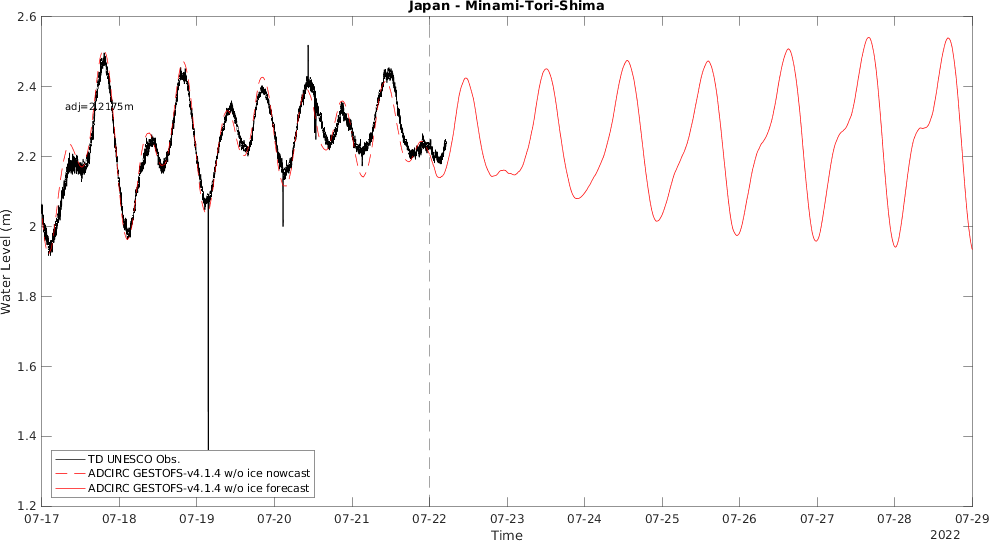 Japan - Minami-Tori-Shima
2.6
2.4
2.2
2
1.8
1.6
1.4
1.2
Water Level (m)
adj=2.2175m
TD UNESCO Obs.
ADCIRC GESTOFS-v4.1.4 w/o ice nowcast
ADCIRC GESTOFS-v4.1.4 w/o ice forecast
07-17 07-18 07-19 07-20 07-21 07-22 07-23 07-24 07-25 07-26 07-27 07-28 07-29
Time
2022